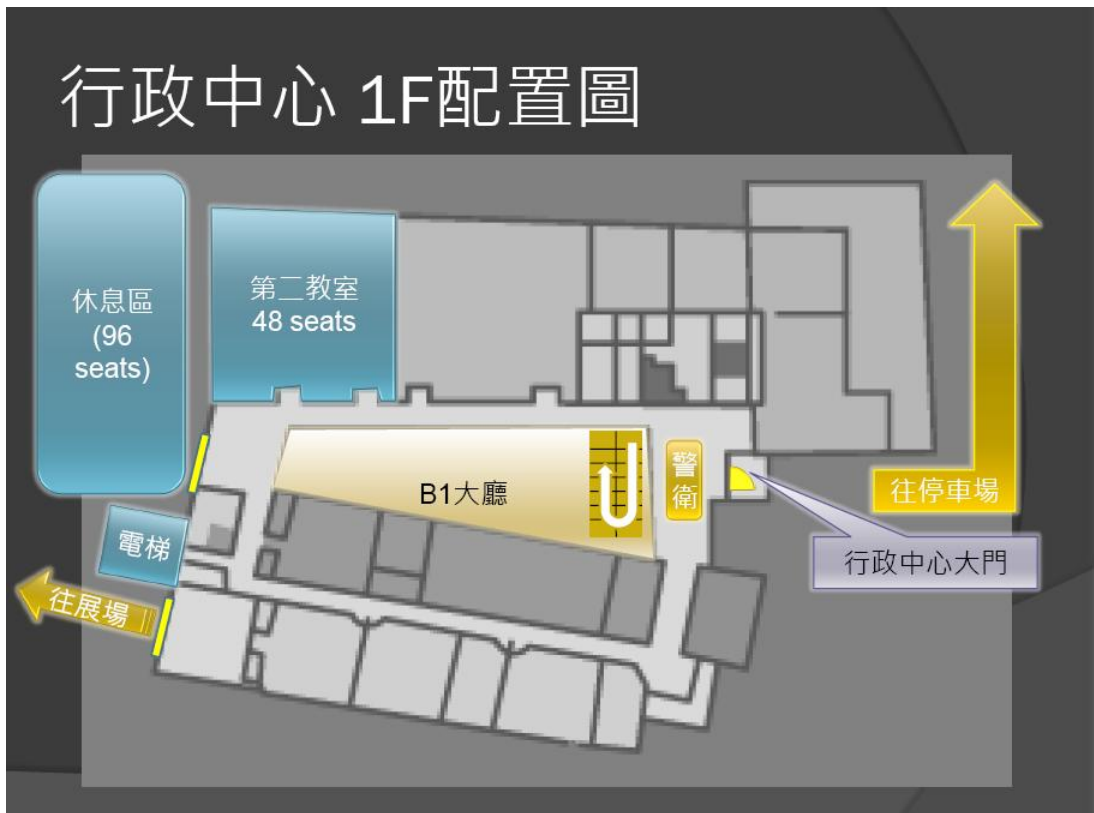 行政中心 1F配置圖
休息區
(96
seats)
第二教室
48 seats
B1大廳
警
衛
往停車場
電梯
行政中心大門
往展場